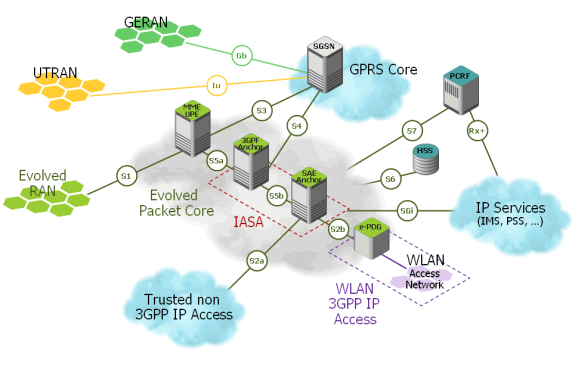 GERAN
SGSN
Gb
GPRS Core
UTRAN
Iu
PCRF
MME
UPE
S3
S4
S7
Rx+
3GPP
Anchor
HSS
S5a
S1
Evolved
RAN
SAE
Anchor
S6
Evolved
Packet Core
S5b
IASA
SGi
IP Services
(IMS, PSS, ...)
S2b
e-PDG
S2a
WLAN
Access
Network
WLAN
3GPP IP
Access
Trusted non
3GPP IP Access